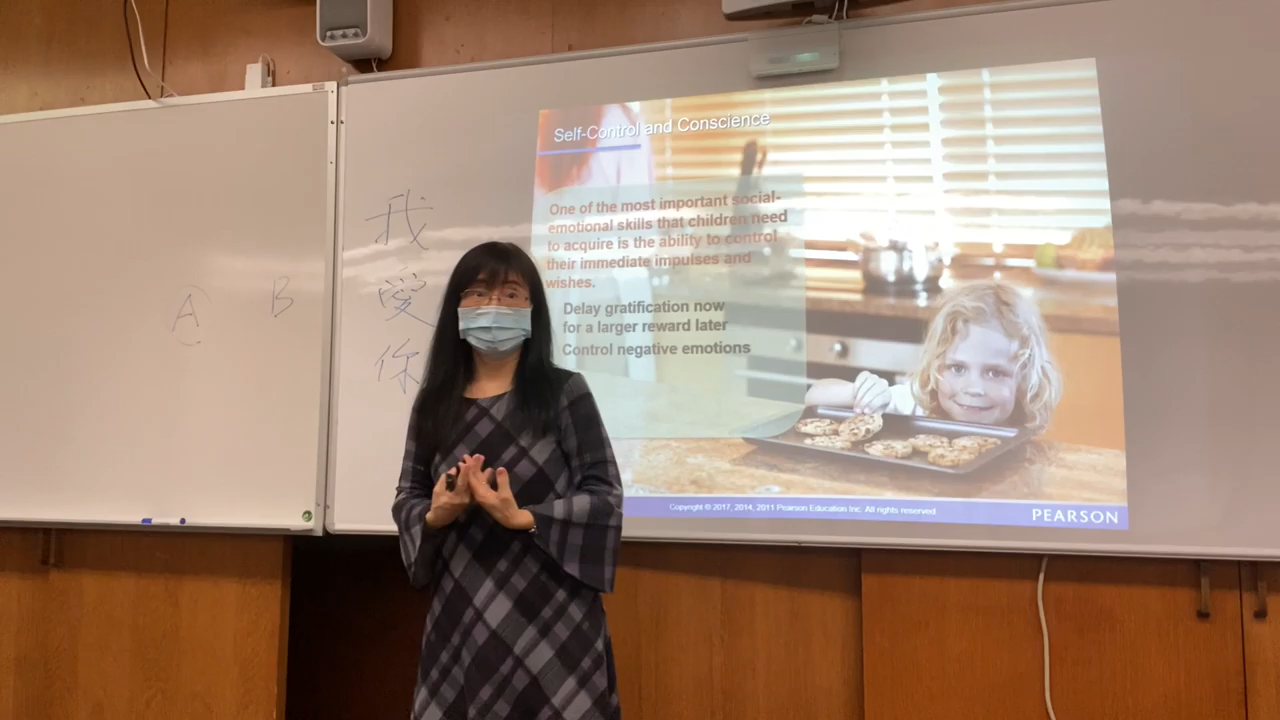 A
B
我
愛
你
Self-Control and Conscience
One of the most important social-
emotional skills that children need
to acquire is the ability to control
their immediate impulses and
wishes.
Delay gratification now
for a larger reward later
Control negative emotions
Copyright © 2017, 2014, 2011 Pearson Education Inc. All rights reserved
PEARSON